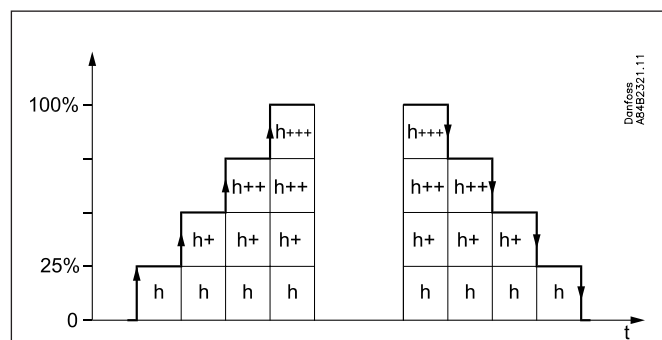 Danfoss
A84B2321.11
100%
h+++ h+++
h++ h++ h++ h++
h+ h+ h+ h+ h+ h+
25%
h h h h h h h h
0
t